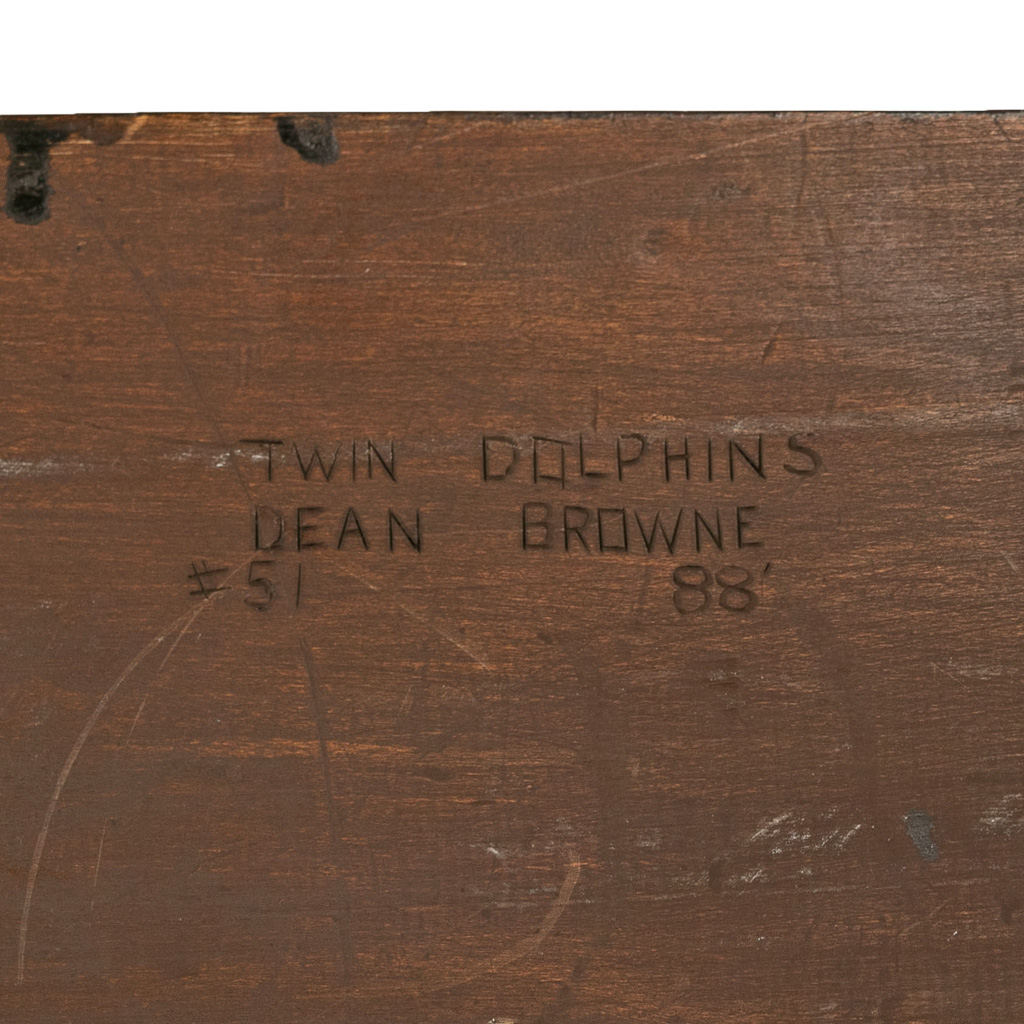 TWIN DOLPHINS
DEAN BROWNE
#51 88'